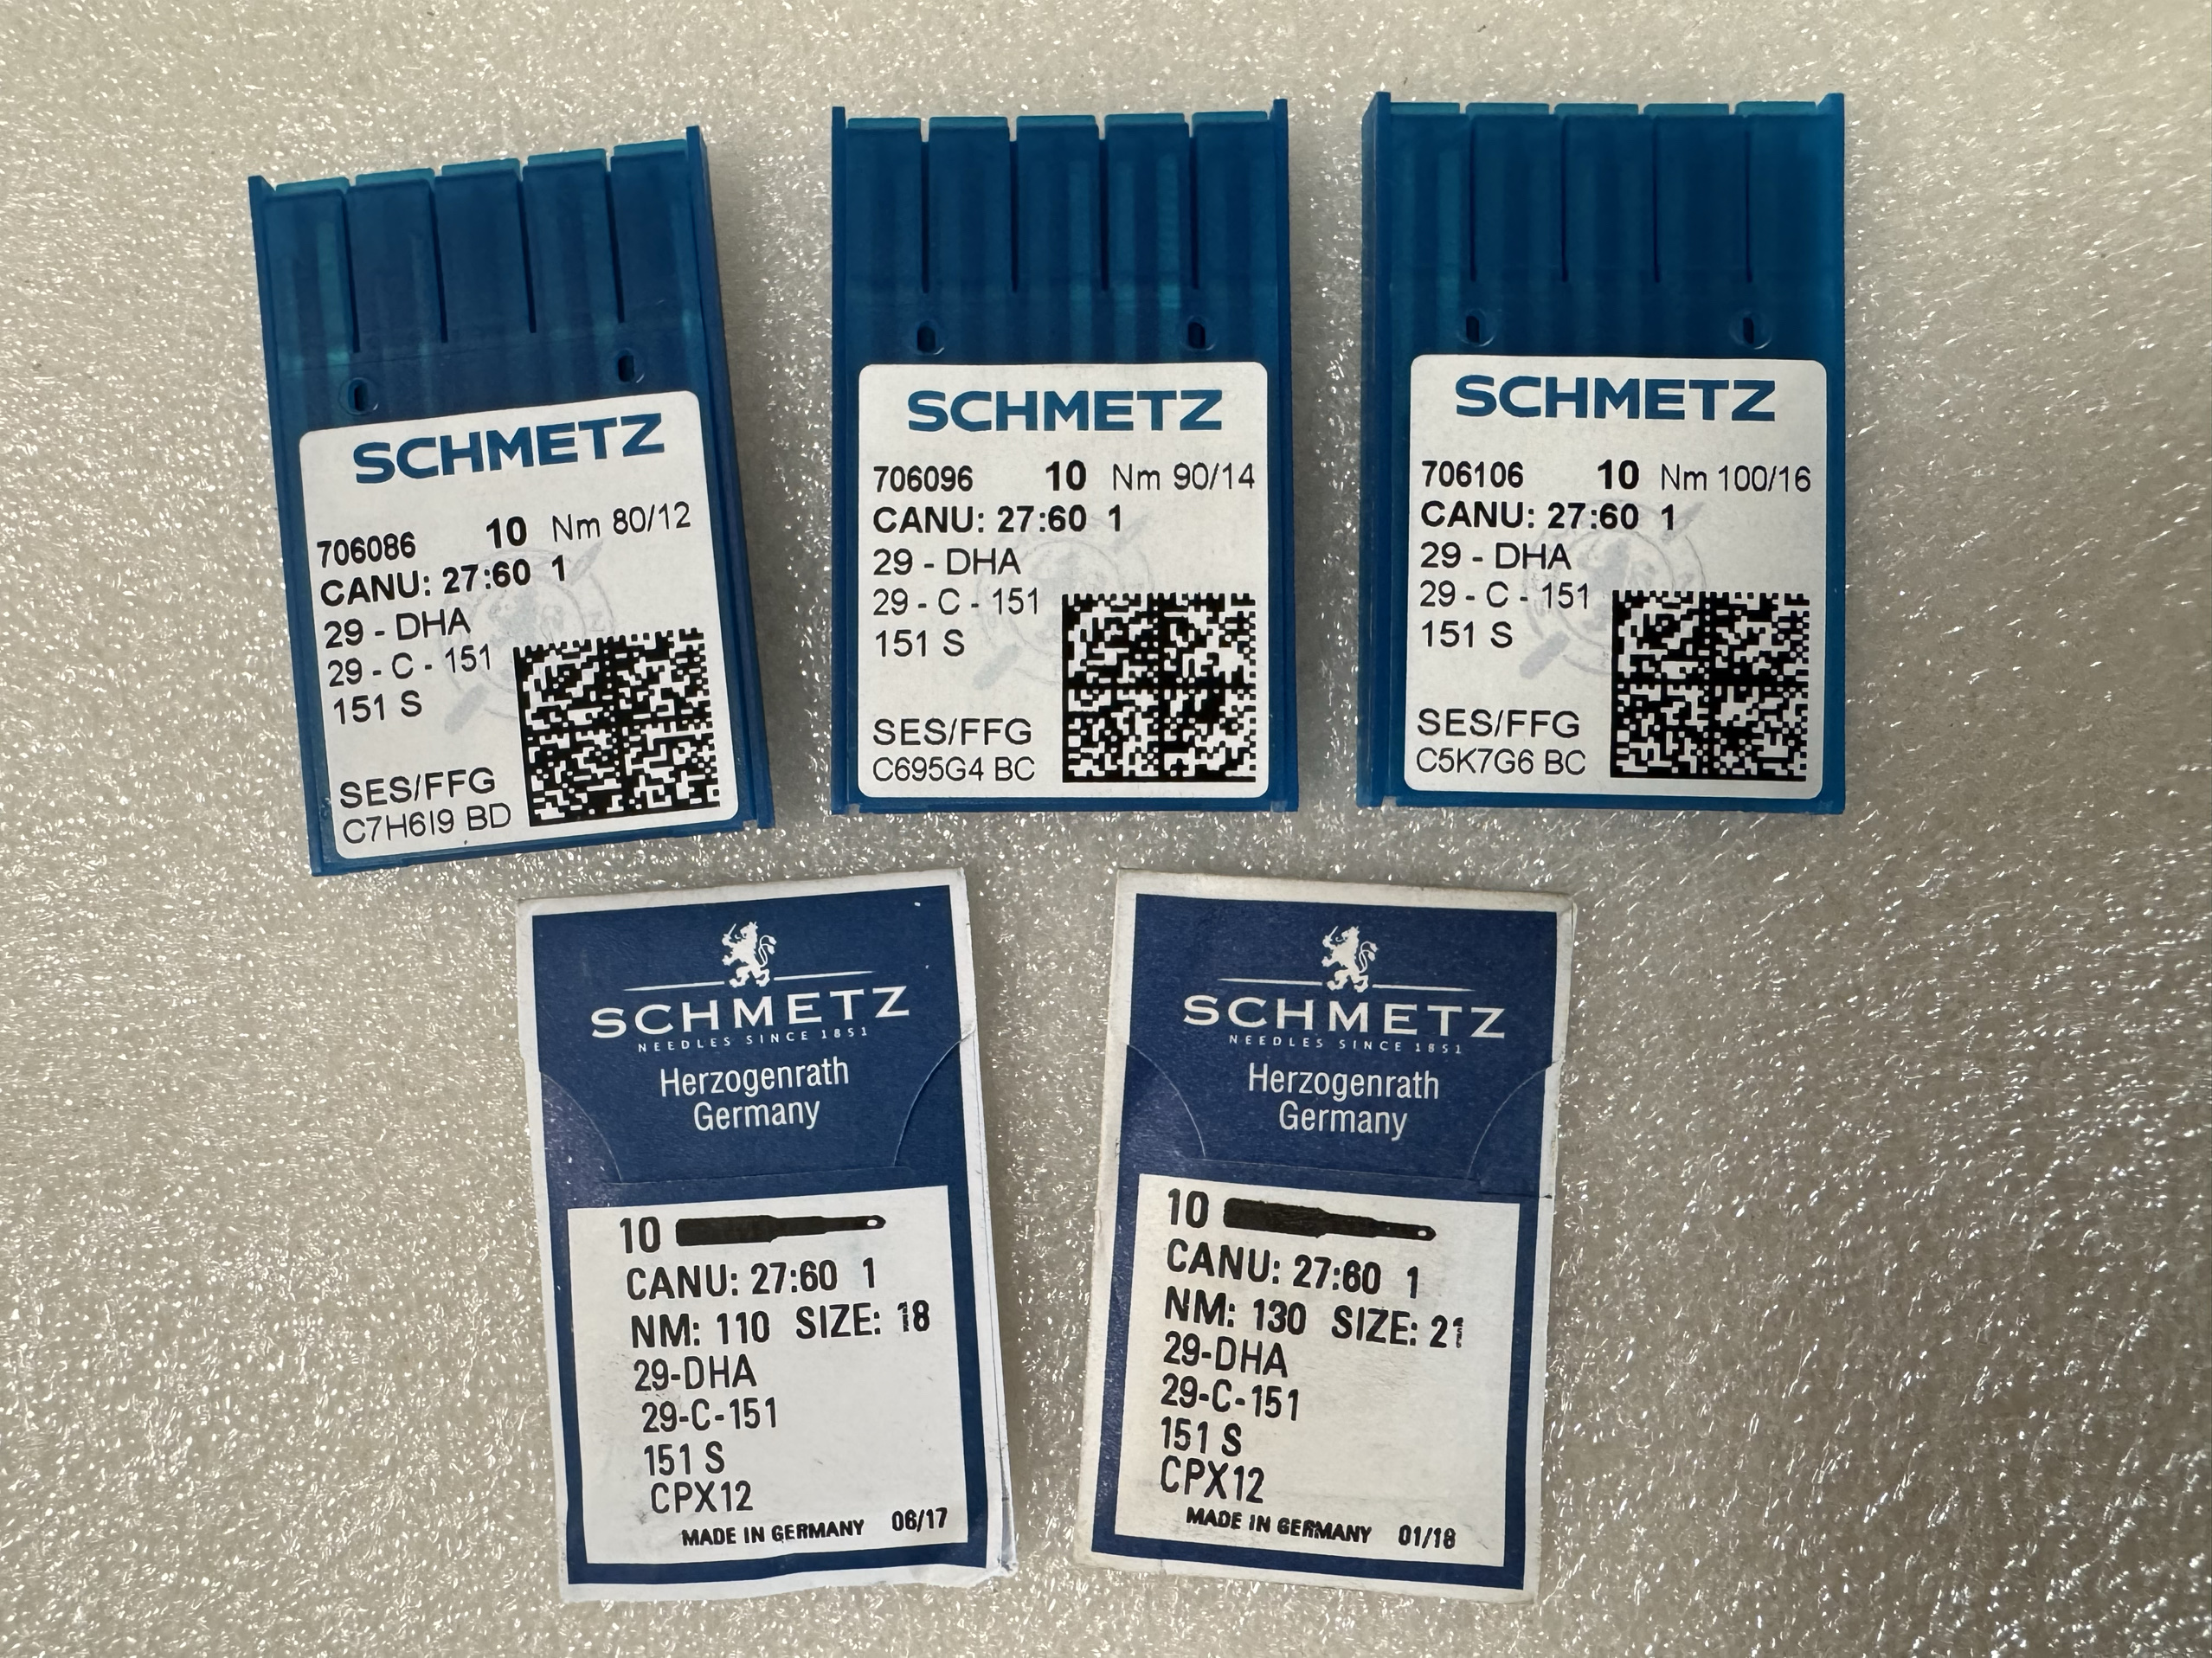 SCHMETZ
706086 10 Nm 80/12
CANU: 27:60 1
29 - DHA
29 - C - 151
151 S
SES/FFG
C7H6I9 BD
SCHMETZ
706096 10 Nm 90/14
CANU: 27:60 1
29 - DHA
29 - C - 151
151 S
SES/FFG
C695G4 BC
SCHMETZ
706106 10 Nm 100/16
CANU: 27:60 1
29 - DHA
29 - C - 151
151 S
SES/FFG
C5K7G6 BC
SCHMETZ
NEEDLES SINCE 1851
Herzogenrath
Germany
10
CANU: 27:60 1
NM: 110 SIZE: 18
29-DHA
29-C-151
151 S
CPX12
MADE IN GERMANY 06/17
SCHMETZ
NEEDLES SINCE 1851
Herzogenrath
Germany
10
CANU: 27:60 1
NM: 130 SIZE: 21
29-DHA
29-C-151
151 S
CPX12
MADE IN GERMANY 01/18